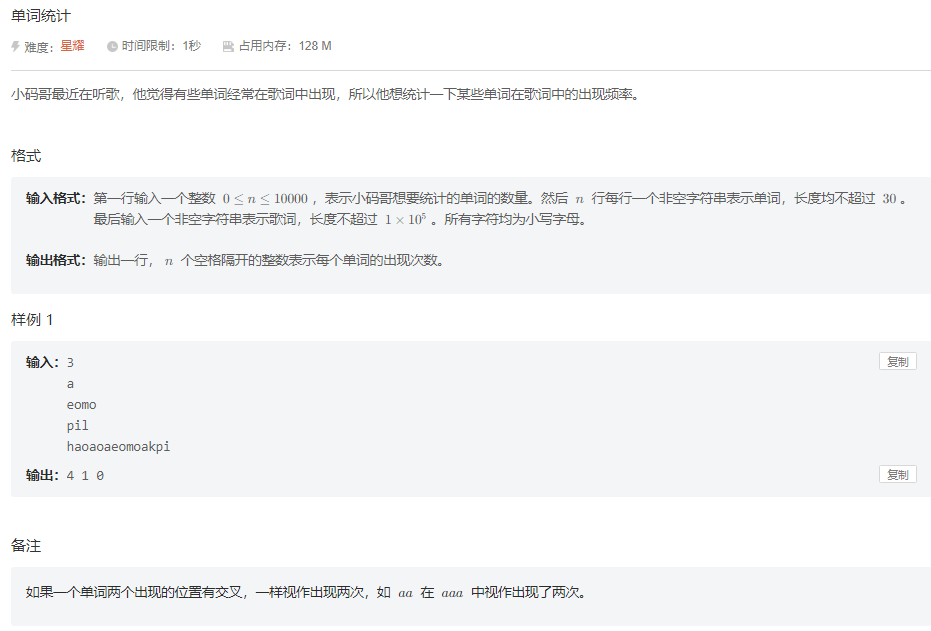 单词统计
难度：星耀 时间限制：1秒 占用内存：128 M
小码哥最近在听歌，他觉得有些单词经常在歌词中出现，所以他想统计一下某些单词在歌词中的出现频率。
格式
输入格式：第一行输入一个整数 0 ≤ n ≤ 10000 ，表示小码哥想要统计的单词的数量。然后 n 行每行一个非空字符串表示单词，长度均不超过 30 。
最后输入一个非空字符串表示歌词，长度不超过 1 × 10⁵ 。所有字符均为小写字母。
输出格式：输出一行， n 个空格隔开的整数表示每个单词的出现次数。
样例 1
输入：3 复制
a
eomo
pil
haoaoaeomoakpi
输出：4 1 0 复制
备注
如果一个单词两个出现的位置有交叉，一样视作出现两次，如 aa 在 aaa 中视作出现了两次。